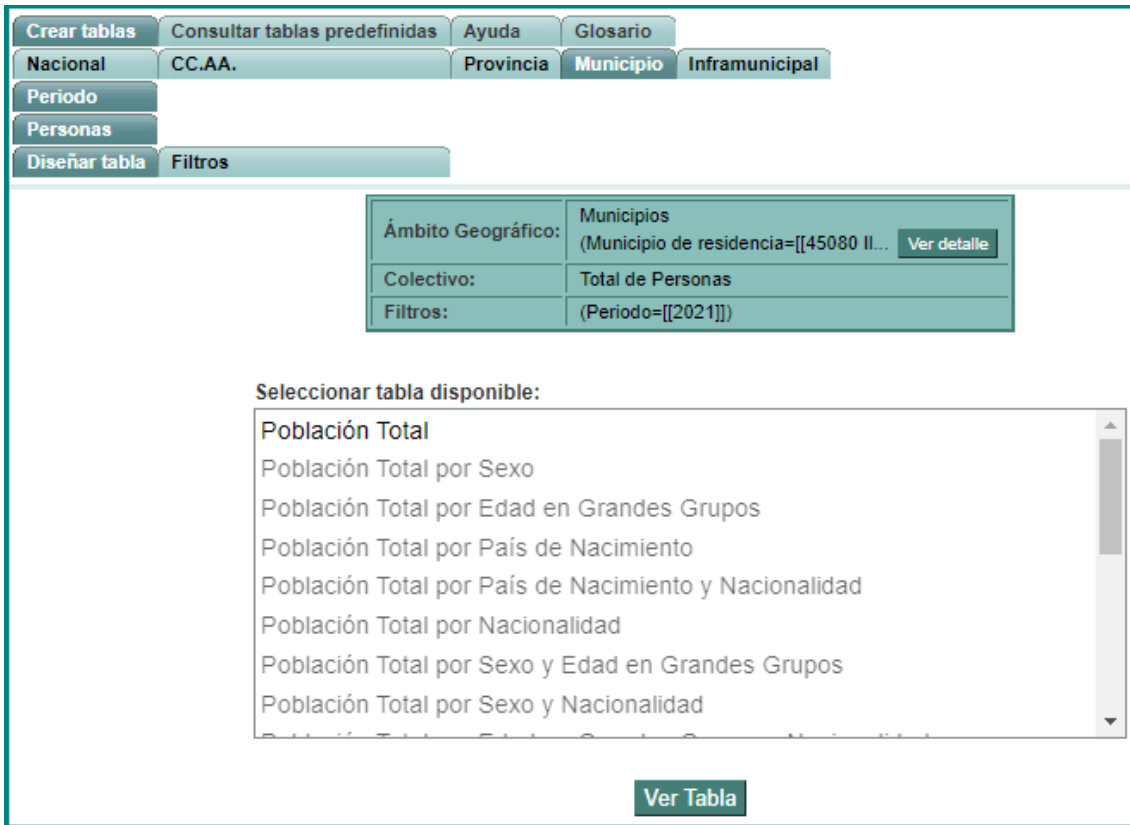 Crear tablas Consultar tablas predefinidas Ayuda Glosario
Nacional CC.AA. Provincia Municipio Inframunicipal
Periodo
Personas
Diseñar tabla Filtros
Ámbito Geográfico: Municipios
(Municipio de residencia=[[45080 Il... Ver detalle
Colectivo: Total de Personas
Filtros: (Periodo=[[2021]])
Seleccionar tabla disponible:
Población Total
Población Total por Sexo
Población Total por Edad en Grandes Grupos
Población Total por País de Nacimiento
Población Total por País de Nacimiento y Nacionalidad
Población Total por Nacionalidad
Población Total por Sexo y Edad en Grandes Grupos
Población Total por Sexo y Nacionalidad
Ver Tabla